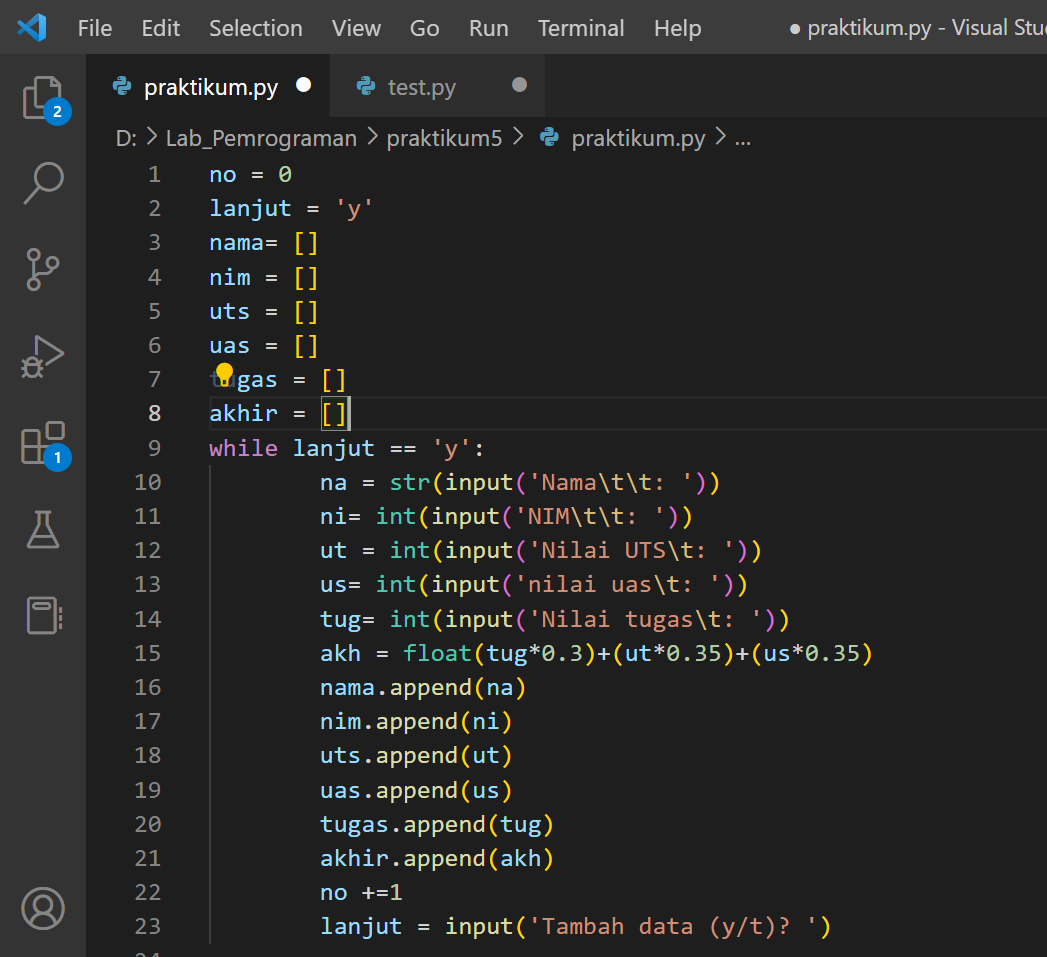 File Edit Selection View Go Run Terminal Help ● praktikum.py - Visual Stu
praktikum.py ● test.py ●
2
D: > Lab_Pemrograman > praktikum5 > praktikum.py > ...
1 no = 0
2 lanjut = 'y'
3 nama= []
4 nim = []
5 uts = []
6 uas = []
7 tugas = []
8 akhir = []
9 while lanjut == 'y':
1
10 na = str(input('Nama\t\t: '))
11 ni= int(input('NIM\t\t: '))
12 ut = int(input('Nilai UTS\t: '))
13 us= int(input('nilai uas\t: '))
14 tug= int(input('Nilai tugas\t: '))
15 akh = float(tug*0.3)+(ut*0.35)+(us*0.35)
16 nama.append(na)
17 nim.append(ni)
18 uts.append(ut)
19 uas.append(us)
20 tugas.append(tug)
21 akhir.append(akh)
22 no +=1
23 lanjut = input('Tambah data (y/t)? ')